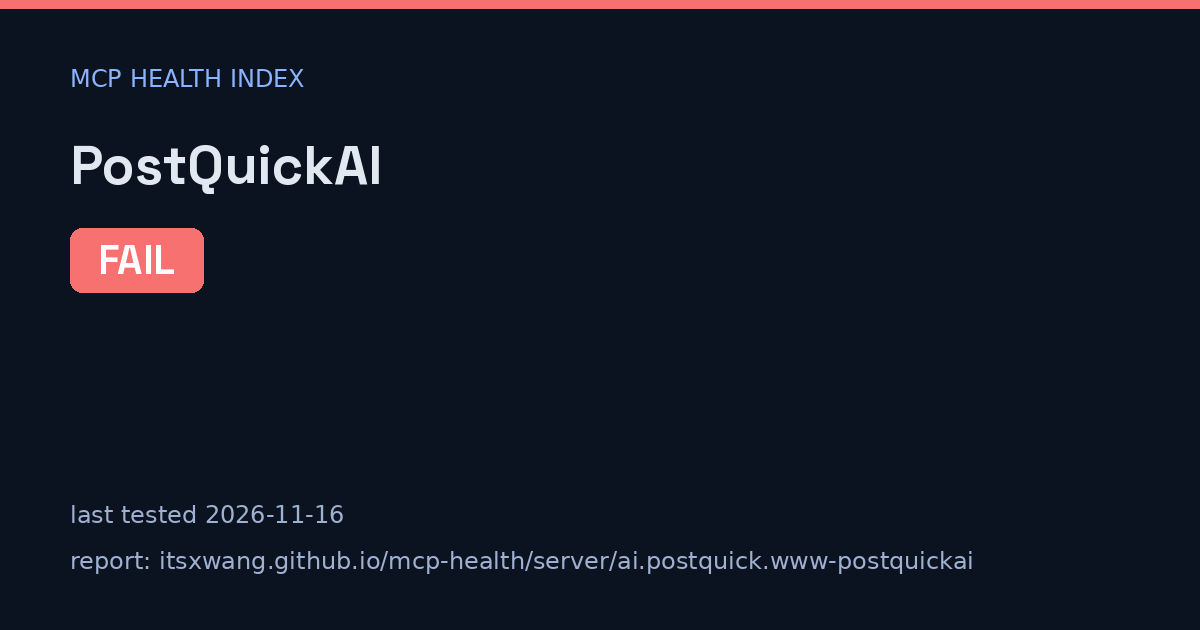 MCP HEALTH INDEX
PostQuickAI
FAIL
last tested 2026-11-16
report: itsxwang.github.io/mcp-health/server/ai.postquick.www-postquickai